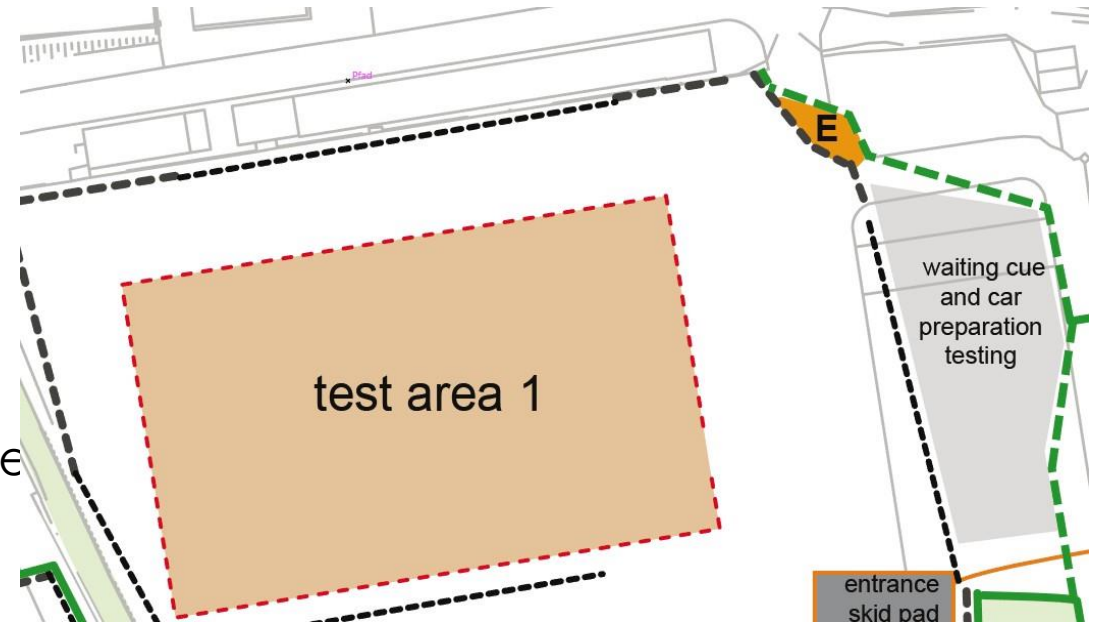 Pfad
E
waiting cue
and car
preparation
testing
test area 1
e
entrance
skid pad